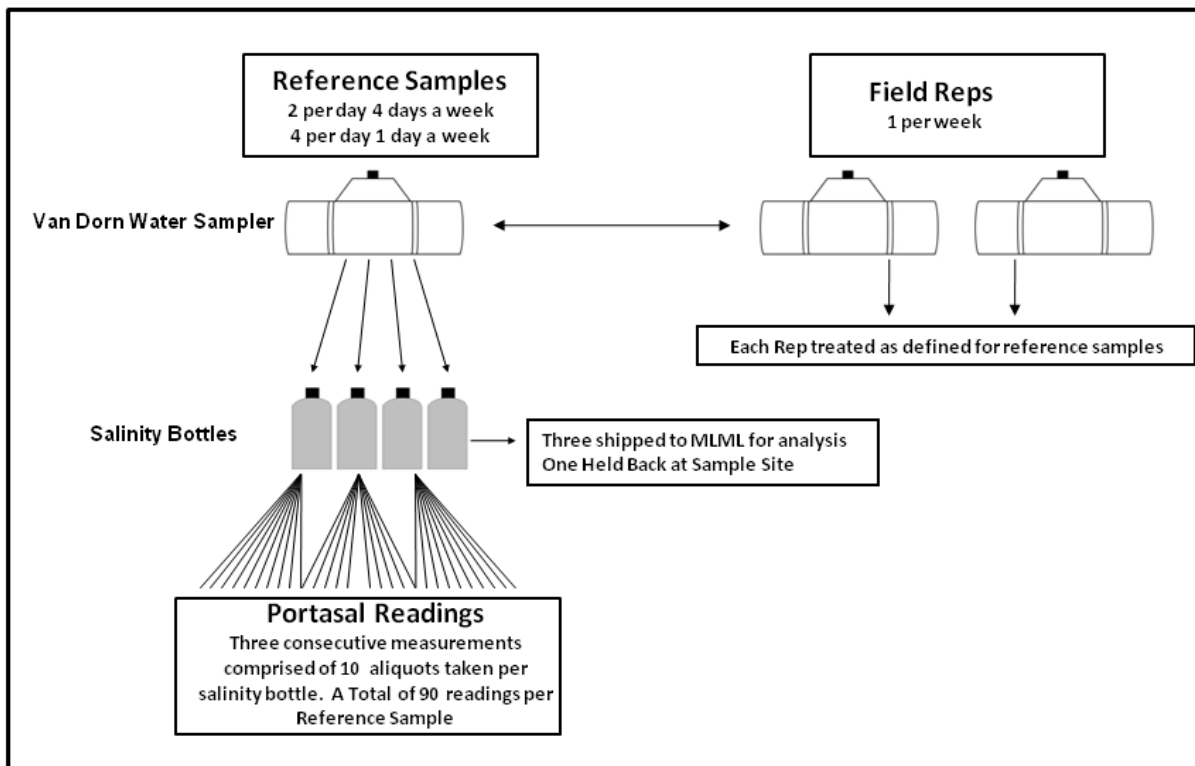 Reference Samples
2 per day 4 days a week
4 per day 1 day a week
Field Reps
1 per week
Van Dorn Water Sampler
Each Rep treated as defined for reference samples
Salinity Bottles
Three shipped to MLML for analysis
One Held Back at Sample Site
Portasal Readings
Three consecutive measurements
comprised of 10 aliquots taken per
salinity bottle. A Total of 90 readings per
Reference Sample